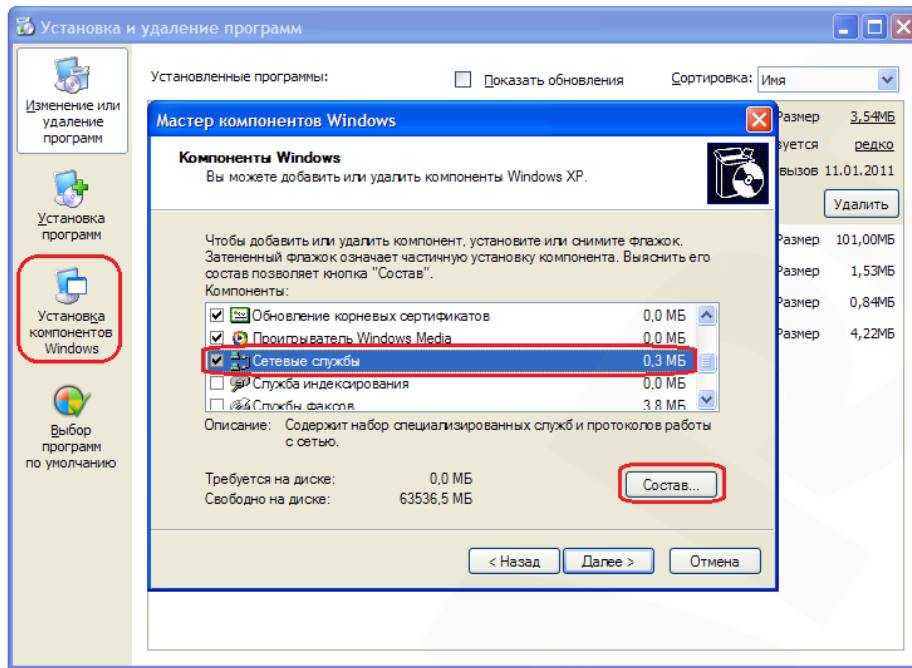 Установка и удаление программ
Изменение или
удаление
программ
Установка
программ
Установка
компонентов
Windows
Выбор
программ
по умолчанию
Установленные программы: Показать обновления Сортировка: Имя
Размер 3,54МБ
зуется редко
вызов 11.01.2011
Удалить
Размер 101,00МБ
Размер 1,53МБ
Размер 0,84МБ
Размер 4,22МБ
Мастер компонентов Windows
Компоненты Windows
Вы можете добавить или удалить компоненты Windows XP.
Чтобы добавить или удалить компонент, установите или снимите флажок.
Затененный флажок означает частичную установку компонента. Выяснить его
состав позволяет кнопка "Состав".
Компоненты:
Обновление корневых сертификатов 0,0 МБ
Проигрыватель Windows Media 0,0 МБ
Сетевые службы 0,3 МБ
Служба индексирования 0,0 МБ
Службы факсов 3,8 МБ
Описание: Содержит набор специализированных служб и протоколов работы
с сетью.
Требуется на диске: 0,0 МБ
Свободно на диске: 63536,5 МБ
Состав...
< Назад Далее > Отмена